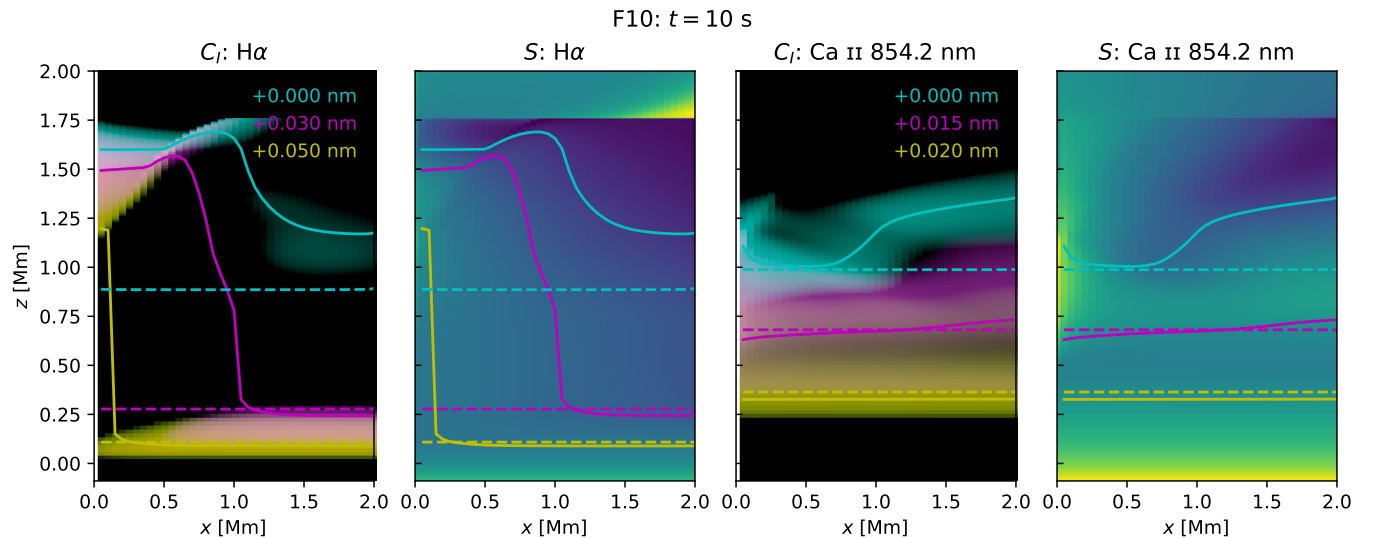 F10: t = 10 s
C_I: Hα
S: Hα
C_I: Ca II 854.2 nm
S: Ca II 854.2 nm
+0.000 nm
+0.030 nm
+0.050 nm
+0.000 nm
+0.015 nm
+0.020 nm
2.00
1.75
1.50
1.25
1.00
0.75
0.50
0.25
0.00
z [Mm]
0.0 0.5 1.0 1.5 2.0
0.0 0.5 1.0 1.5 2.0
0.0 0.5 1.0 1.5 2.0
0.0 0.5 1.0 1.5 2.0
x [Mm]
x [Mm]
x [Mm]
x [Mm]